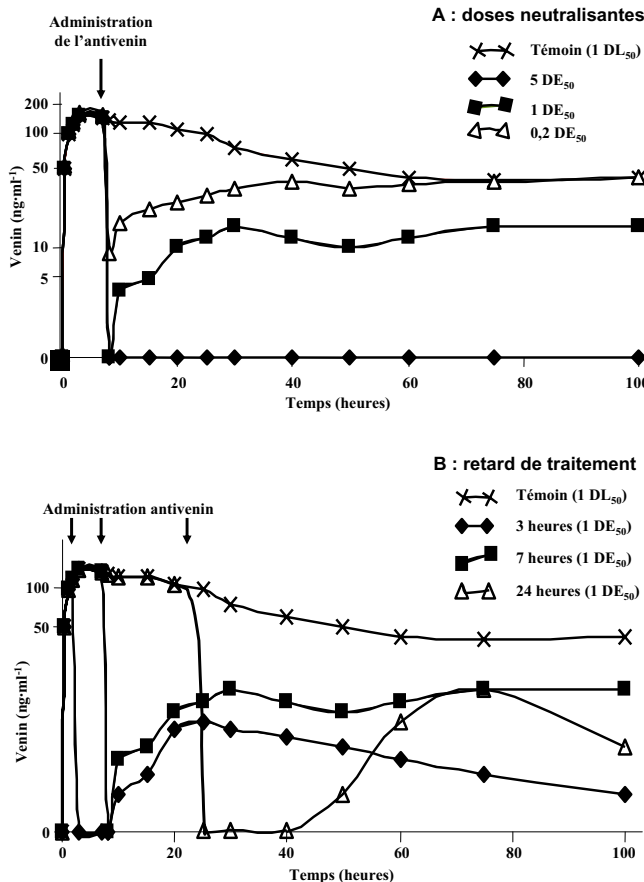 A : doses neutralisantes
Administration
de l'antivenin
Témoin (1 DL50)
5 DE50
1 DE50
0,2 DE50
200
100
50
10
5
0
Venin (ng·ml-1)
0 20 40 60 80 100
Temps (heures)
B : retard de traitement
Administration antivenin
Témoin (1 DL50)
3 heures (1 DE50)
7 heures (1 DE50)
24 heures (1 DE50)
100
50
0
Venin (ng·ml-1)
0 20 40 60 80 100
Temps (heures)